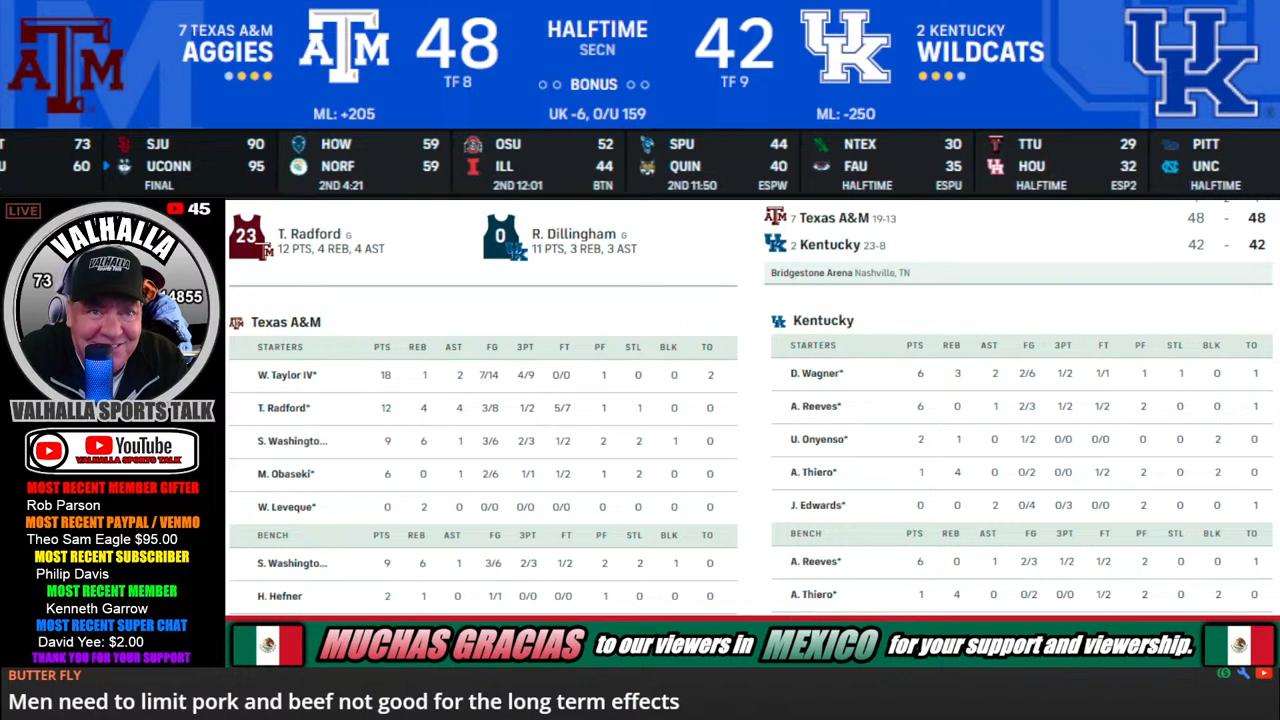 7 TEXAS A&M
AGGIES
48
TF 8
ML: +205
HALFTIME
SECN
BONUS
UK -6, O/U 159
42
TF 9
ML: -250
2 KENTUCKY
WILDCATS
73
60
SJU 90
UCONN 95
FINAL
HOW 59
NORF 59
2ND 4:21
OSU 52
ILL 44
2ND 12:01 BTN
SPU 44
QUIN 40
2ND 11:50 ESPW
NTEX 30
FAU 35
HALFTIME ESPU
TTU 29
HOU 32
HALFTIME ESP2
PITT
UNC
HALFTIME
LIVE
45
VALHALLA
VALHALLA
Sports Talk
73
14855
VALHALLA SPORTS TALK
YouTube
VALHALLA SPORTS TALK
MOST RECENT MEMBER GIFTER
Rob Parson
MOST RECENT PAYPAL / VENMO
Theo Sam Eagle $95.00
MOST RECENT SUBSCRIBER
Philip Davis
MOST RECENT MEMBER
Kenneth Garrow
MOST RECENT SUPER CHAT
David Yee: $2.00
THANK YOU FOR YOUR SUPPORT
23
T. Radford G
12 PTS, 4 REB, 4 AST
0
R. Dillingham G
11 PTS, 3 REB, 3 AST
7 Texas A&M 19-13 48 - 48
2 Kentucky 23-8 42 - 42
Bridgestone Arena Nashville, TN
Texas A&M
STARTERS PTS REB AST FG 3PT FT PF STL BLK TO
W. Taylor IV* 18 1 2 7/14 4/9 0/0 1 0 0 2
T. Radford* 12 4 4 3/8 1/2 5/7 1 1 0 0
S. Washingto... 9 6 1 3/6 2/3 1/2 2 2 1 0
M. Obaseki* 6 0 1 2/6 1/1 1/2 1 2 0 0
W. Leveque* 0 2 0 0/0 0/0 0/0 0 0 0 0
BENCH PTS REB AST FG 3PT FT PF STL BLK TO
S. Washingto... 9 6 1 3/6 2/3 1/2 2 2 1 0
H. Hefner 2 1 0 1/1 0/0 0/0 1 0 0 0
Kentucky
STARTERS PTS REB AST FG 3PT FT PF STL BLK TO
D. Wagner* 6 3 2 2/6 1/2 1/1 1 1 0 1
A. Reeves* 6 0 1 2/3 1/2 1/2 2 0 0 1
U. Onyenso* 2 1 0 1/2 0/0 0/0 0 0 2 0
A. Thiero* 1 4 0 0/2 0/0 1/2 2 0 2 0
J. Edwards* 0 0 2 0/4 0/3 0/0 2 0 0 1
BENCH PTS REB AST FG 3PT FT PF STL BLK TO
A. Reeves* 6 0 1 2/3 1/2 1/2 2 0 0 1
A. Thiero* 1 4 0 0/2 0/0 1/2 2 0 2 0
MUCHAS GRACIAS to our viewers in MEXICO for your support and viewership.
BUTTER FLY
Men need to limit pork and beef not good for the long term effects